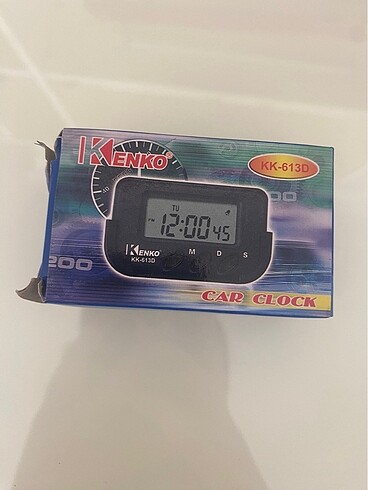 KENKO®
KK-613D
TU
PM 12:00 45
KENKO
KK-613D
M D S
200
CAR CLOCK